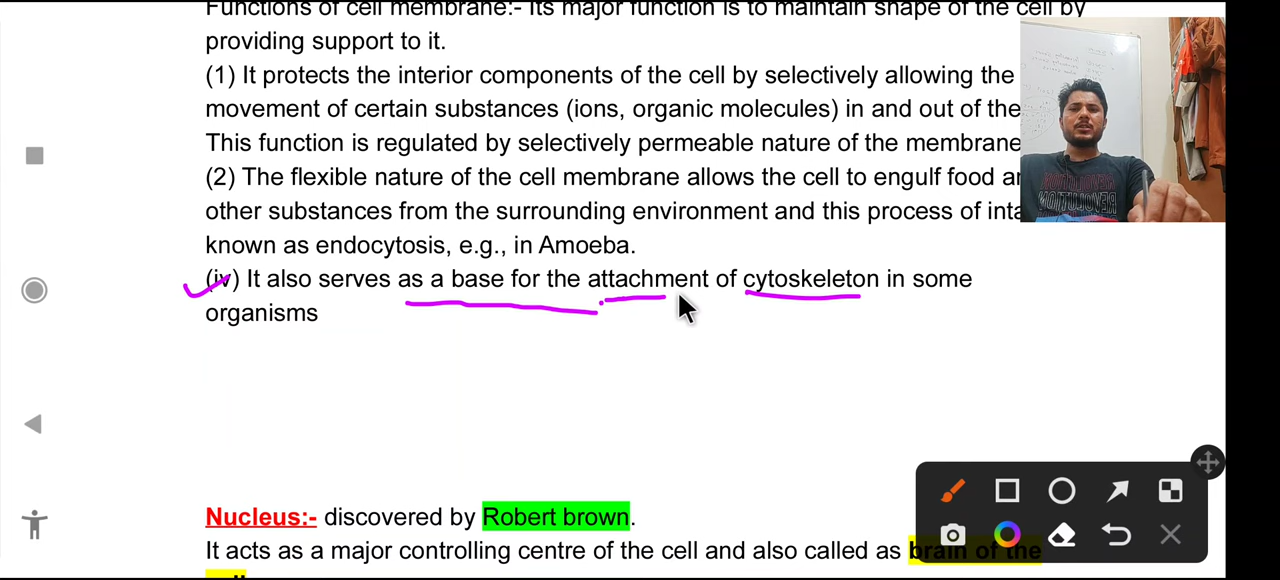 Functions of cell membrane:- Its major function is to maintain shape of the cell by
providing support to it.
(1) It protects the interior components of the cell by selectively allowing the
movement of certain substances (ions, organic molecules) in and out of the
This function is regulated by selectively permeable nature of the membrane
(2) The flexible nature of the cell membrane allows the cell to engulf food
other substances from the surrounding environment and this process of
known as endocytosis, e.g., in Amoeba.
(iv) It also serves as a base for the attachment of cytoskeleton in some
organisms
Nucleus:- discovered by Robert brown.
It acts as a major controlling centre of the cell and also called as brain of the